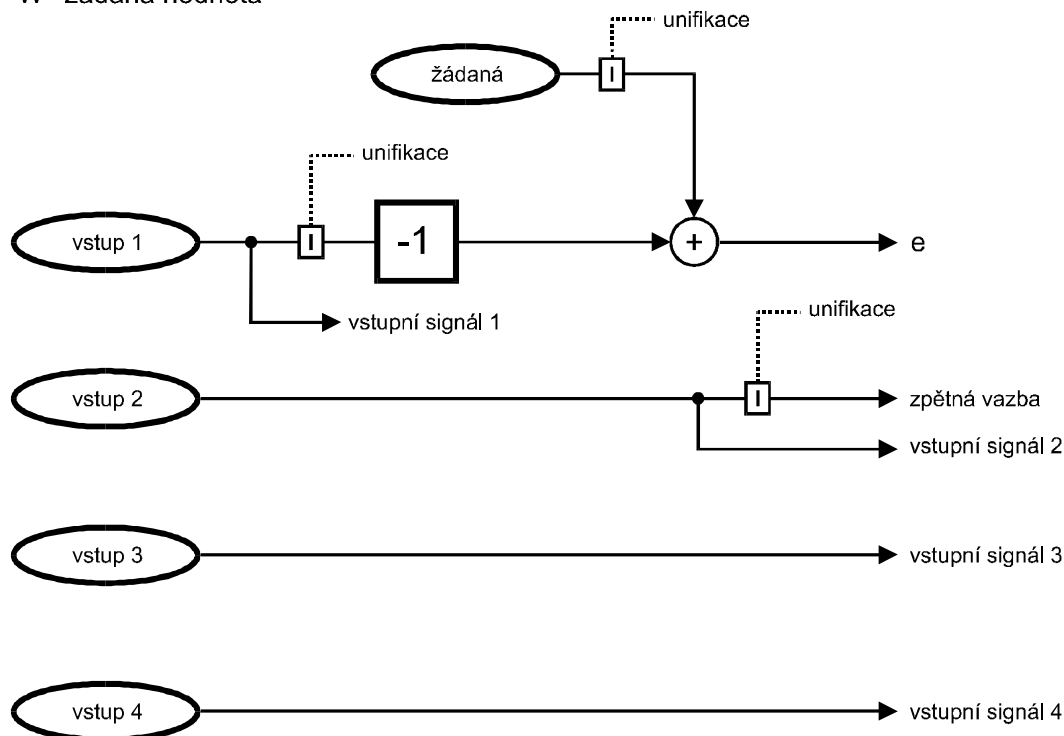 unifikace
žádaná
I
unifikace
vstup 1
I
-1
+
e
vstupní signál 1
unifikace
vstup 2
I
zpětná vazba
vstupní signál 2
vstup 3
vstupní signál 3
vstup 4
vstupní signál 4